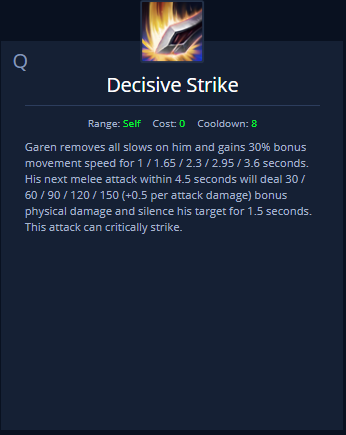 Q
Decisive Strike
Range: Self Cost: 0 Cooldown: 8
Garen removes all slows on him and gains 30% bonus
movement speed for 1 / 1.65 / 2.3 / 2.95 / 3.6 seconds.
His next melee attack within 4.5 seconds will deal 30 /
60 / 90 / 120 / 150 (+0.5 per attack damage) bonus
physical damage and silence his target for 1.5 seconds.
This attack can critically strike.